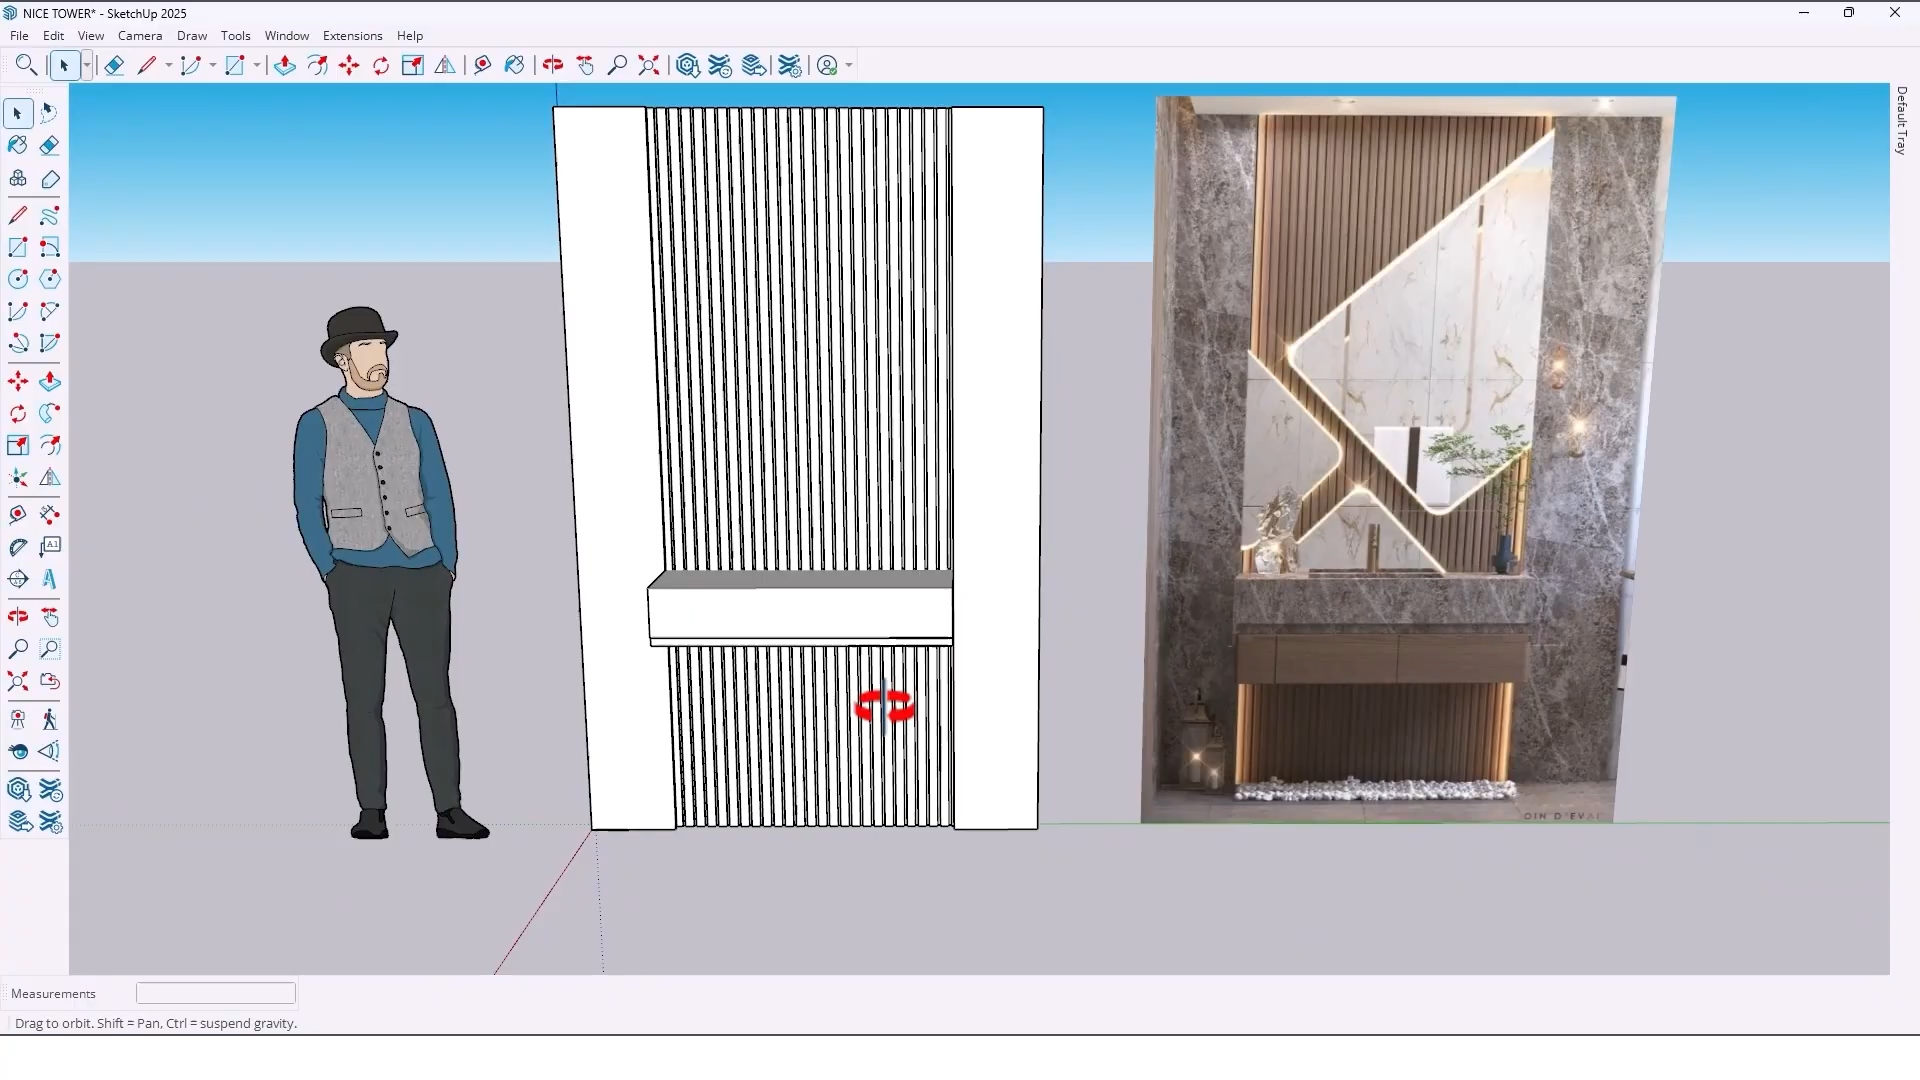 NICE TOWER* - SketchUp 2025
File Edit View Camera Draw Tools Window Extensions Help
Default Tray
A1
A
Measurements
Drag to orbit. Shift = Pan, Ctrl = suspend gravity.